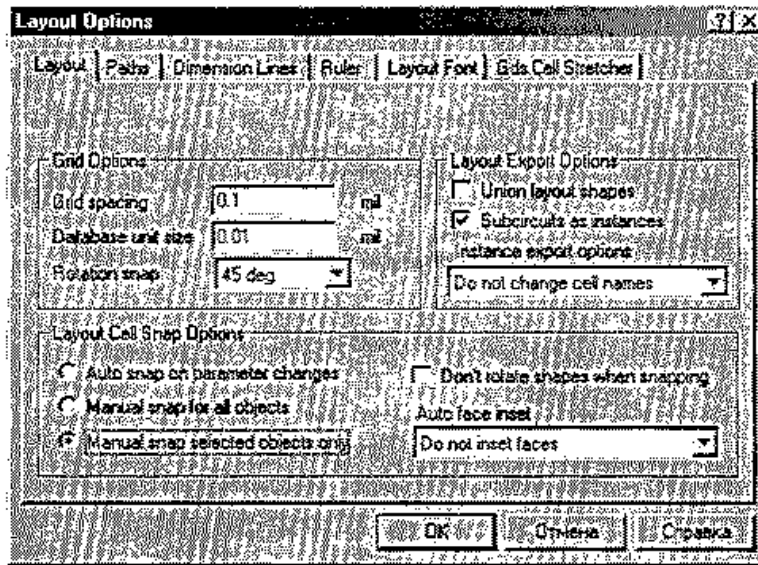 Layout Options
Layout Paths Dimension Lines Ruler Layout Font Gds Cell Stretcher
Grid Options
Grid spacing 0.1 mil
Database unit size 0.01 mil
Rotation snap 45 deg
Layout Export Options
Union layout shapes
Subcircuits as instances
Instance export options
Do not change cell names
Layout Cell Snap Options
Auto snap on parameter changes
Manual snap for all objects
Manual snap selected objects only
Don't rotate shapes when snapping
Auto face inset
Do not inset faces
OK Отмена Справка